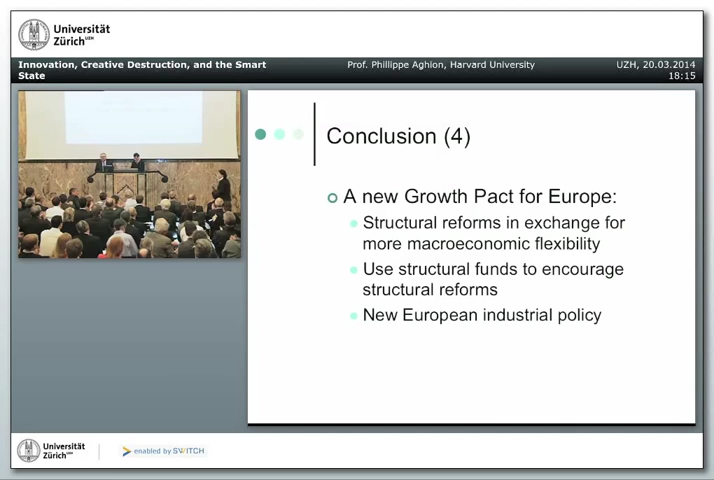 Universität
Zürich UZH
Innovation, Creative Destruction, and the Smart State
Prof. Phillippe Aghion, Harvard University
UZH, 20.03.2014
18:15
Conclusion (4)
A new Growth Pact for Europe:
Structural reforms in exchange for
more macroeconomic flexibility
Use structural funds to encourage
structural reforms
New European industrial policy
Universität
Zürich UZH
enabled by SWITCH